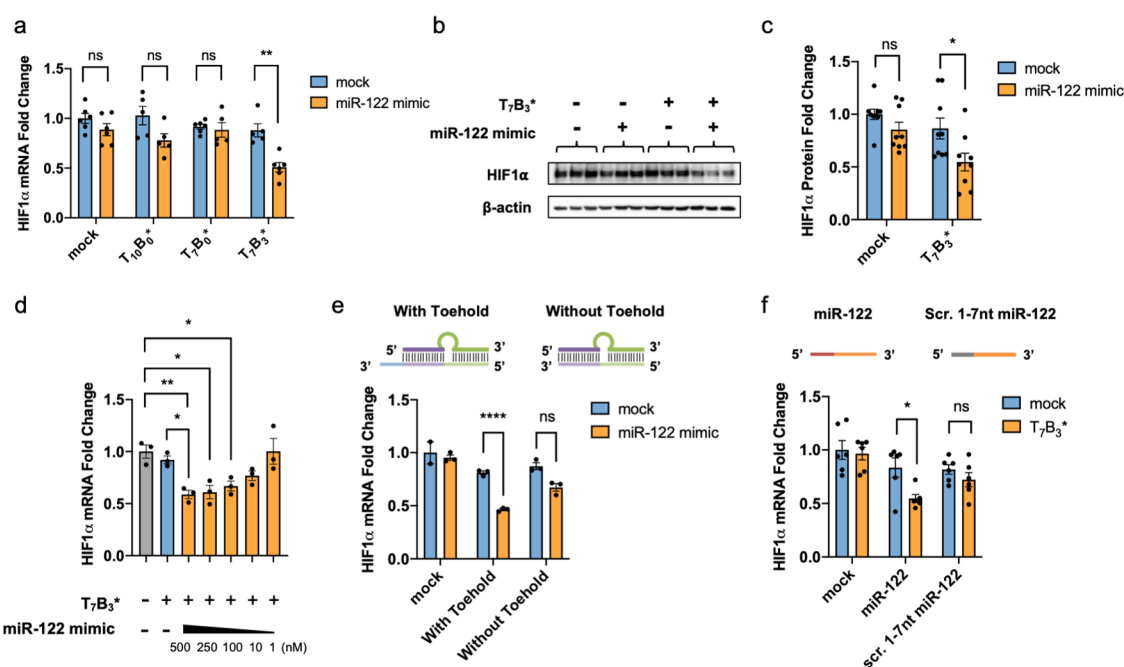 a
HIF1α mRNA Fold Change
1.5
1.0
0.5
0.0
ns
ns
ns
**
mock
T10B0*
T7B0*
T7B3*
mock
miR-122 mimic
b
T7B3* - - + +
miR-122 mimic - + - +
HIF1α
β-actin
c
HIF1α Protein Fold Change
1.5
1.0
0.5
0.0
ns
*
mock
T7B3*
mock
miR-122 mimic
d
HIF1α mRNA Fold Change
1.5
1.0
0.5
0.0
*
*
**
*
T7B3* - + + + + + +
miR-122 mimic - -
500 250 100 10 1 (nM)
e
With Toehold
Without Toehold
5' 3'
3' 5'
5' 3'
3' 5'
HIF1α mRNA Fold Change
1.5
1.0
0.5
0.0
****
ns
mock
With Toehold
Without Toehold
mock
miR-122 mimic
f
miR-122
Scr. 1-7nt miR-122
5' 3'
5' 3'
HIF1α mRNA Fold Change
1.5
1.0
0.5
0.0
*
ns
mock
miR-122
scr. 1-7nt miR-122
mock
T7B3*